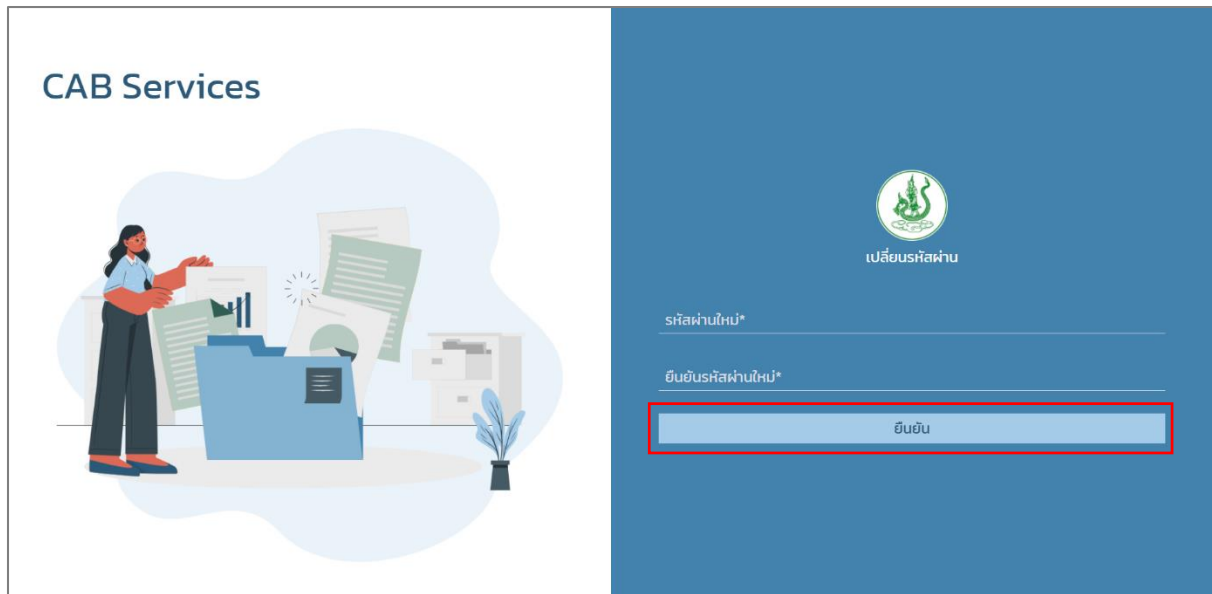 CAB Services
เปลี่ยนรหัสผ่าน
รหัสผ่านใหม่*
ยืนยันรหัสผ่านใหม่*
ยืนยัน